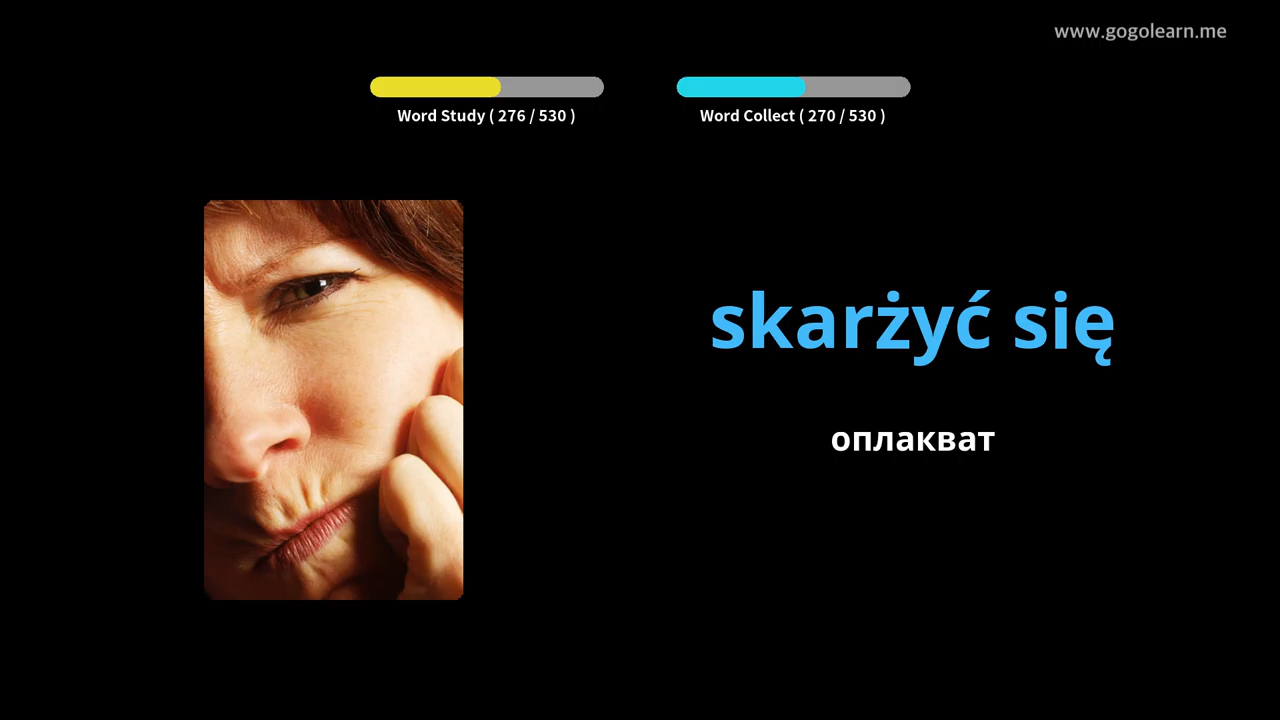 www.gogolearn.me
Word Study ( 276 / 530 )
Word Collect ( 270 / 530 )
skarżyć się
оплакват